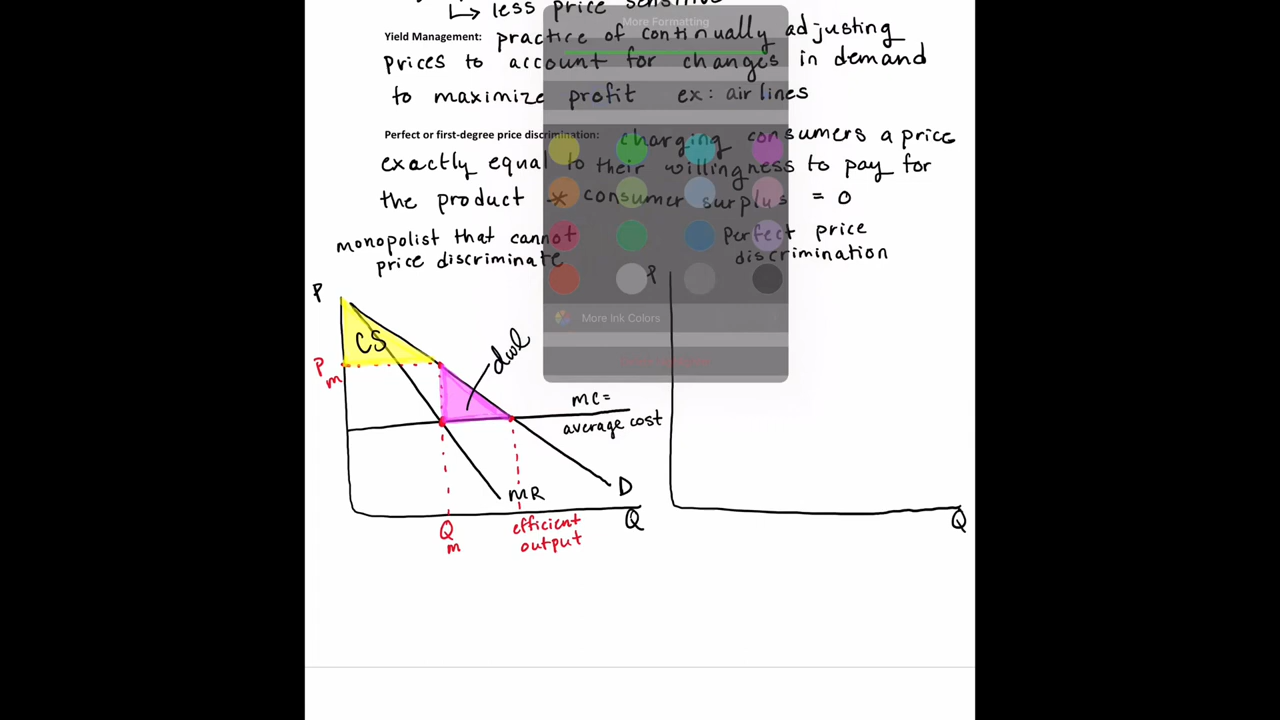 ↳ less price sensitive
More Formatting
Yield Management: practice of continually adjusting
prices to account for changes in demand
to maximize profit ex: airlines
Perfect or first-degree price discrimination: charging consumers a price
exactly equal to their willingness to pay for
the product * consumer surplus = 0
monopolist that cannot
price discriminate
Perfect price
discrimination
More Ink Colors
P
CS
Pm
dwl
MC=
average cost
MR
D
Q
Qm
efficient
output
P
Q